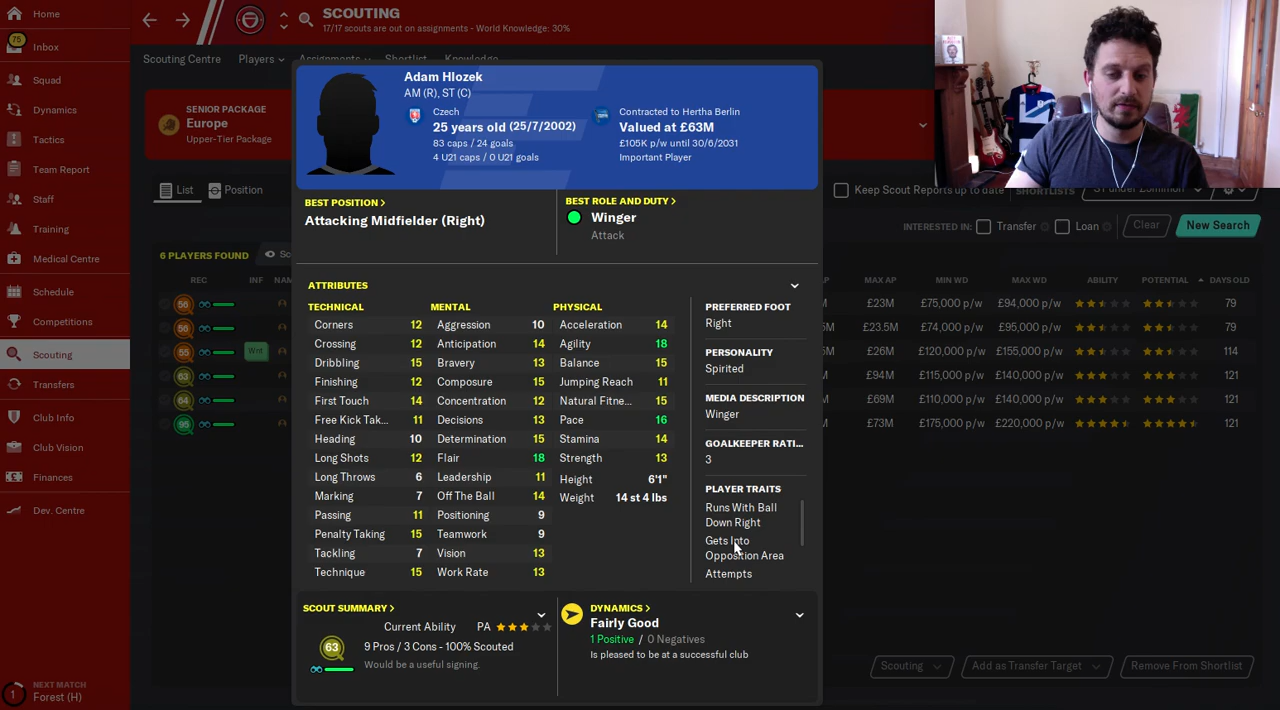 Home
75
Inbox
Squad
Dynamics
Tactics
Team Report
Staff
Training
Medical Centre
Schedule
Competitions
Scouting
Transfers
Club Info
Club Vision
Finances
Dev. Centre
1
NEXT MATCH
Forest (H)
SCOUTING
17/17 scouts are out on assignments - World Knowledge: 30%
Scouting Centre Players Assignments Shortlist Knowledge
SENIOR PACKAGE
Europe
Upper-Tier Package
List Position
Keep Scout Reports up to date SHORTLISTS
INTERESTED IN: Transfer Loan Clear New Search
6 PLAYERS FOUND
REC INF MAX AP MIN WD MAX WD ABILITY POTENTIAL DAYS OLD
56 £23M £75,000 p/w £94,000 p/w 79
56 £23.5M £74,000 p/w £95,000 p/w 79
55 Wnt £26M £120,000 p/w £155,000 p/w 114
63 £94M £115,000 p/w £140,000 p/w 121
64 £69M £110,000 p/w £140,000 p/w 121
95 £73M £175,000 p/w £220,000 p/w 121
Adam Hlozek
AM (R), ST (C)
Czech
25 years old (25/7/2002)
83 caps / 24 goals
4 U21 caps / 0 U21 goals
Contracted to Hertha Berlin
Valued at £63M
£105K p/w until 30/6/2031
Important Player
BEST POSITION >
Attacking Midfielder (Right)
BEST ROLE AND DUTY >
Winger
Attack
ATTRIBUTES
TECHNICAL
Corners 12
Crossing 12
Dribbling 15
Finishing 12
First Touch 14
Free Kick Tak... 11
Heading 10
Long Shots 12
Long Throws 6
Marking 7
Passing 11
Penalty Taking 15
Tackling 7
Technique 15
MENTAL
Aggression 10
Anticipation 14
Bravery 13
Composure 15
Concentration 12
Decisions 13
Determination 15
Flair 18
Leadership 11
Off The Ball 14
Positioning 9
Teamwork 9
Vision 13
Work Rate 13
PHYSICAL
Acceleration 14
Agility 18
Balance 15
Jumping Reach 11
Natural Fitne... 15
Pace 16
Stamina 14
Strength 13
Height 6'1"
Weight 14 st 4 lbs
PREFERRED FOOT
Right
PERSONALITY
Spirited
MEDIA DESCRIPTION
Winger
GOALKEEPER RATI...
3
PLAYER TRAITS
Runs With Ball
Down Right
Gets Into
Opposition Area
Attempts
SCOUT SUMMARY >
Current Ability PA
63
9 Pros / 3 Cons - 100% Scouted
Would be a useful signing.
DYNAMICS >
Fairly Good
1 Positive / 0 Negatives
Is pleased to be at a successful club
Scouting Add as Transfer Target Remove From Shortlist